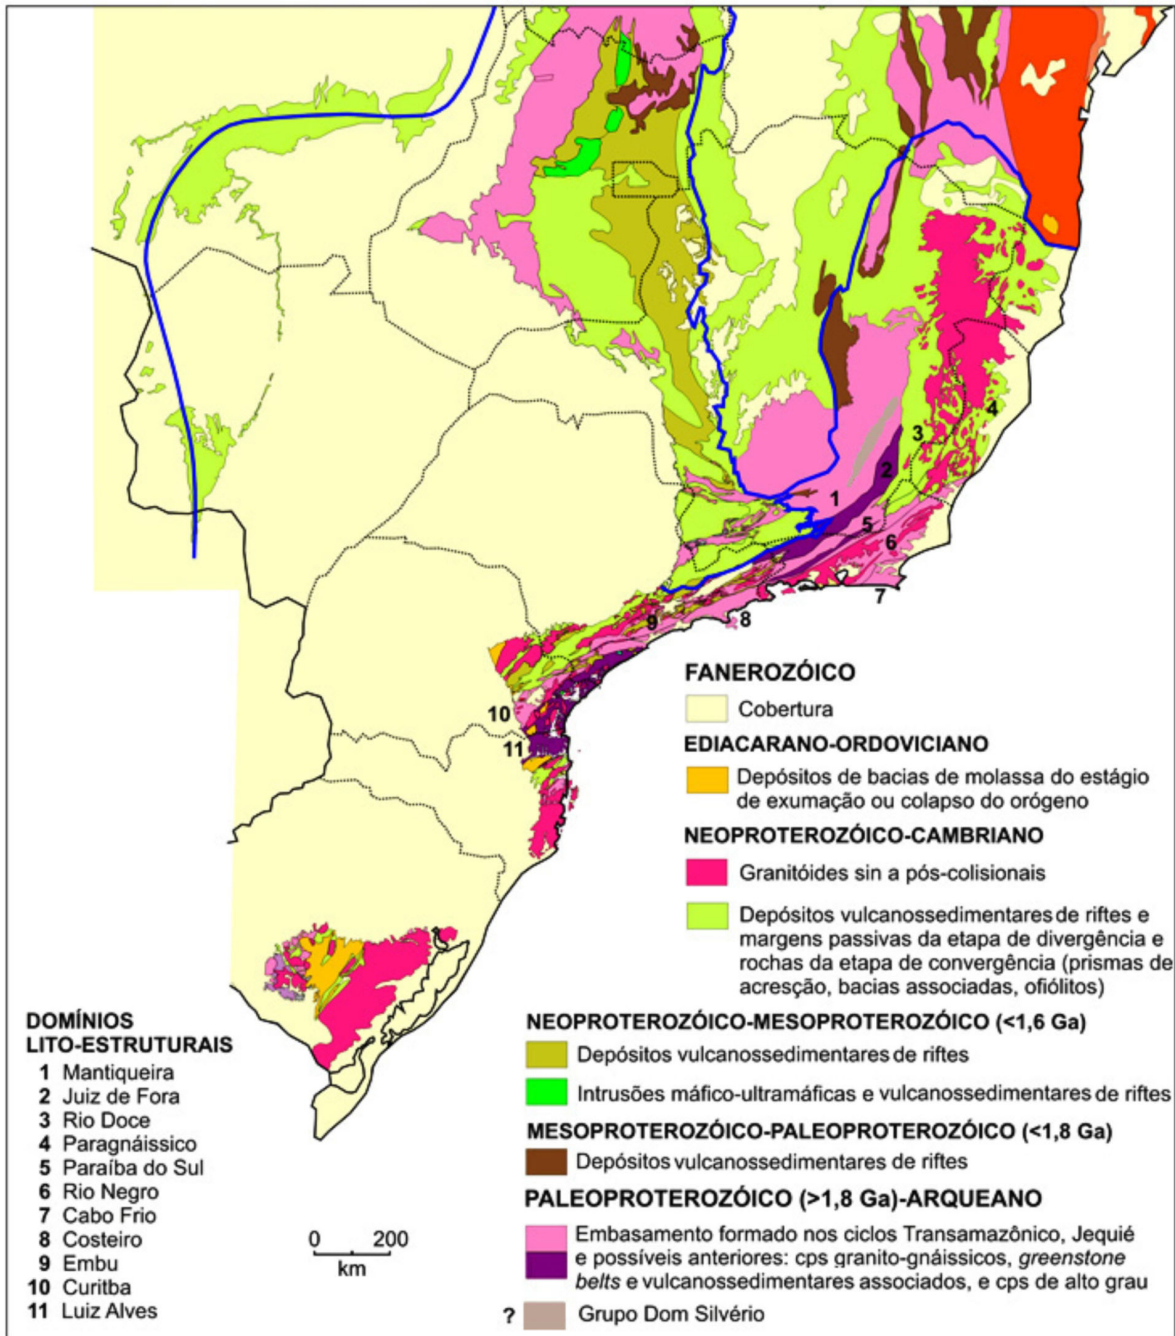 1
2
3
4
5
6
7
8
9
10
11
FANEROZÓICO
Cobertura
EDIACARANO-ORDOVICIANO
Depósitos de bacias de molassa do estágio
de exumação ou colapso do orógeno
NEOPROTEROZÓICO-CAMBRIANO
Granitóides sin a pós-colisionais
Depósitos vulcanossedimentares de riftes e
margens passivas da etapa de divergência e
rochas da etapa de convergência (prismas de
acresção, bacias associadas, ofiólitos)
NEOPROTEROZÓICO-MESOPROTEROZÓICO (<1,6 Ga)
Depósitos vulcanossedimentares de riftes
Intrusões máfico-ultramáficas e vulcanossedimentares de riftes
MESOPROTEROZÓICO-PALEOPROTEROZÓICO (<1,8 Ga)
Depósitos vulcanossedimentares de riftes
PALEOPROTEROZÓICO (>1,8 Ga)-ARQUEANO
Embasamento formado nos ciclos Transamazônico, Jequié
e possíveis anteriores: cps granito-gnáissicos, greenstone
belts e vulcanossedimentares associados, e cps de alto grau
? Grupo Dom Silvério
DOMÍNIOS
LITO-ESTRUTURAIS
1 Mantiqueira
2 Juiz de Fora
3 Rio Doce
4 Paragnáissico
5 Paraíba do Sul
6 Rio Negro
7 Cabo Frio
8 Costeiro
9 Embu
10 Curitba
11 Luiz Alves
0 200
km